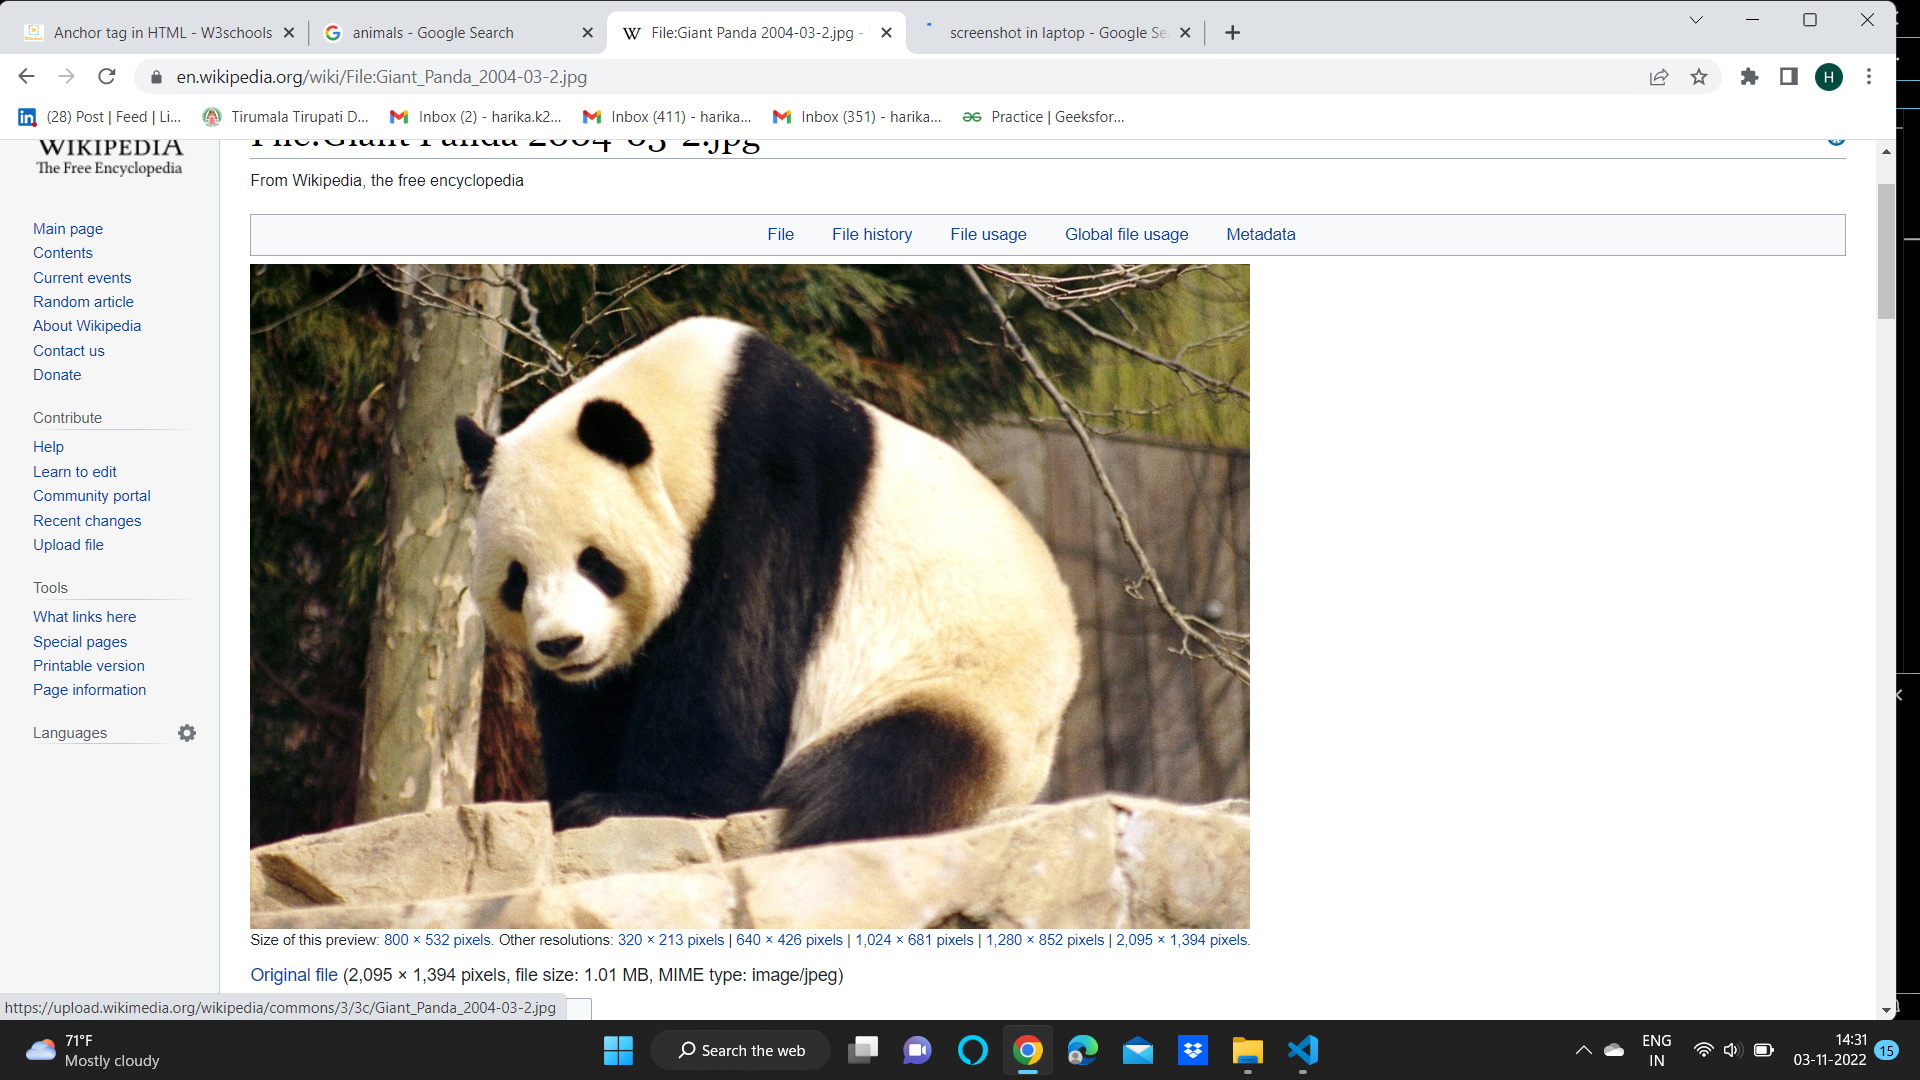 Anchor tag in HTML - W3schools
animals - Google Search
File:Giant Panda 2004-03-2.jpg -
screenshot in laptop - Google Se
en.wikipedia.org/wiki/File:Giant_Panda_2004-03-2.jpg
H
(28) Post | Feed | Li...
Tirumala Tirupati D...
Inbox (2) - harika.k2...
Inbox (411) - harika...
Inbox (351) - harika...
Practice | Geeksfor...
WIKIPEDIA
The Free Encyclopedia
File:Giant Panda 2004-03-2.jpg
From Wikipedia, the free encyclopedia
File
File history
File usage
Global file usage
Metadata
Main page
Contents
Current events
Random article
About Wikipedia
Contact us
Donate
Contribute
Help
Learn to edit
Community portal
Recent changes
Upload file
Tools
What links here
Special pages
Printable version
Page information
Languages
Size of this preview: 800 × 532 pixels. Other resolutions: 320 × 213 pixels | 640 × 426 pixels | 1,024 × 681 pixels | 1,280 × 852 pixels | 2,095 × 1,394 pixels.
Original file (2,095 × 1,394 pixels, file size: 1.01 MB, MIME type: image/jpeg)
https://upload.wikimedia.org/wikipedia/commons/3/3c/Giant_Panda_2004-03-2.jpg
71°F
Mostly cloudy
Search the web
ENG
IN
14:31
03-11-2022
15